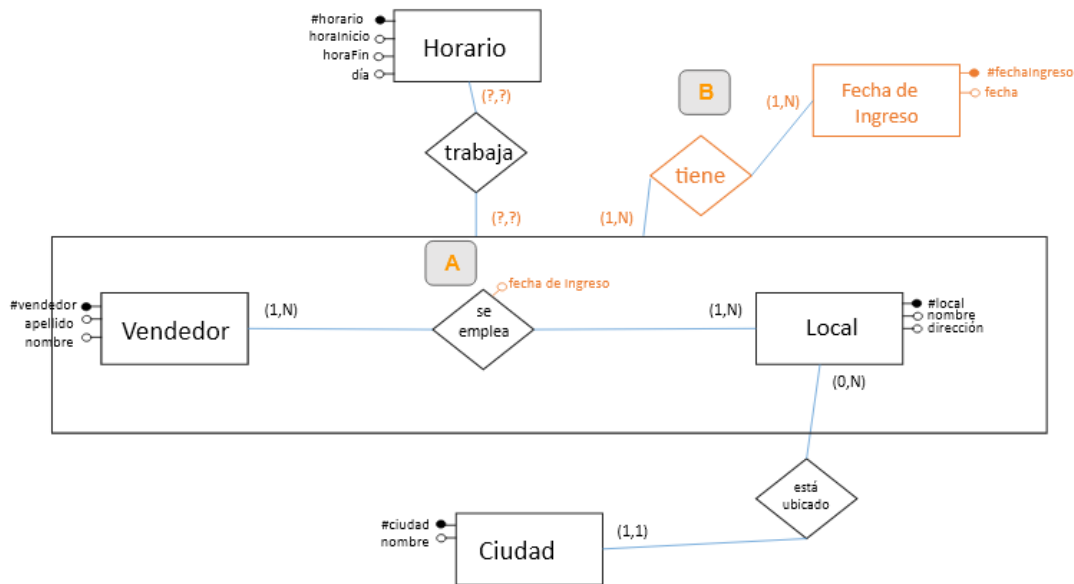 #horario
horaInicio
horaFin
día
Horario
(?,?)
trabaja
(?,?)
B
(1,N)
Fecha de
Ingreso
#fechaIngreso
fecha
tiene
(1,N)
A
fecha de ingreso
#vendedor
apellido
nombre
Vendedor
(1,N)
se
emplea
(1,N)
Local
#local
nombre
dirección
(0,N)
está
ubicado
#ciudad
nombre
Ciudad
(1,1)